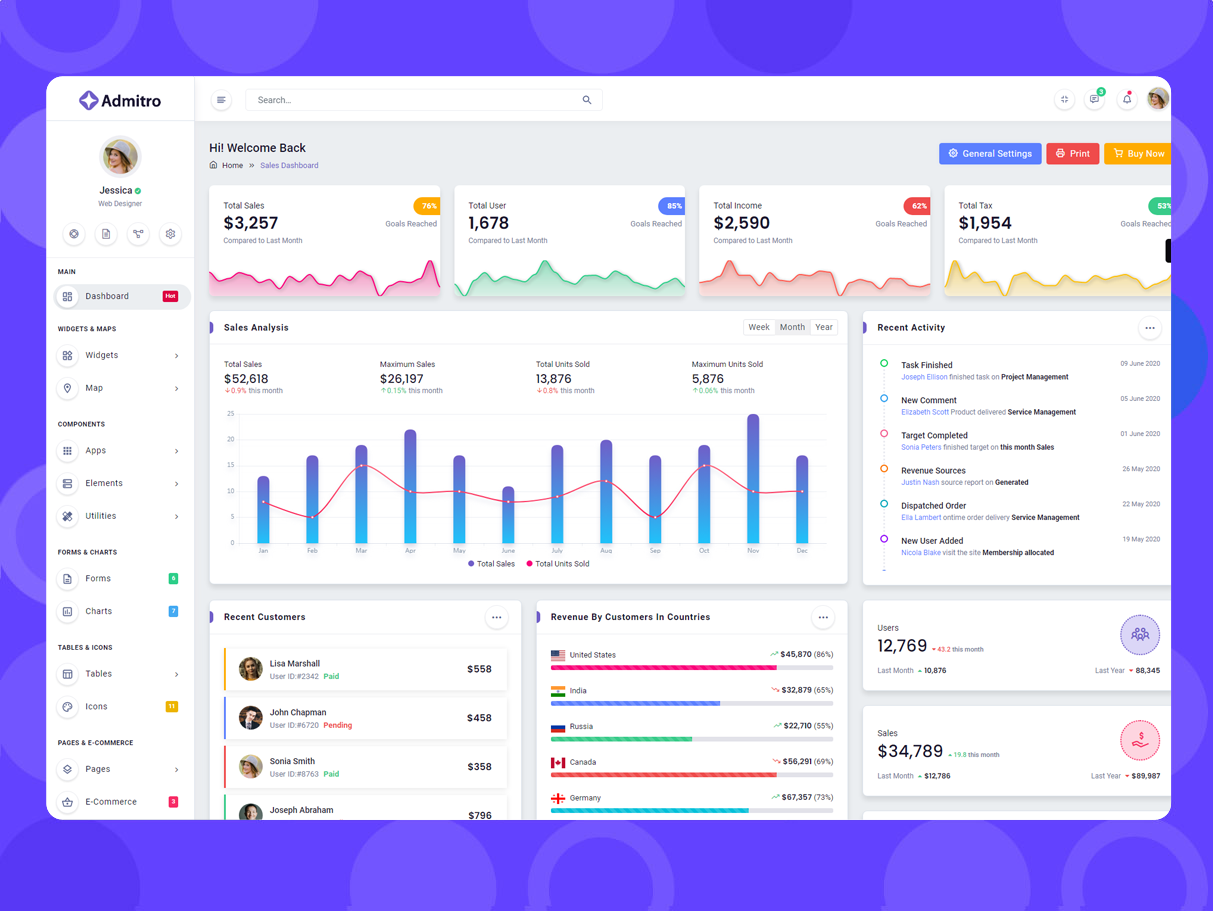 Admitro
Search...
3
Jessica
Web Designer
MAIN
Dashboard Hot
WIDGETS & MAPS
Widgets
Map
COMPONENTS
Apps
Elements
Utilities
FORMS & CHARTS
Forms 6
Charts 7
TABLES & ICONS
Tables
Icons 11
PAGES & E-COMMERCE
Pages
E-Commerce 3
Hi! Welcome Back
Home » Sales Dashboard
General Settings Print Buy Now
Total Sales 76%
$3,257 Goals Reached
Compared to Last Month
Total User 85%
1,678 Goals Reached
Compared to Last Month
Total Income 62%
$2,590 Goals Reached
Compared to Last Month
Total Tax 53%
$1,954 Goals Reached
Compared to Last Month
Sales Analysis Week Month Year
Total Sales Maximum Sales Total Units Sold Maximum Units Sold
$52,618 $26,197 13,876 5,876
0.9% this month 0.15% this month 0.8% this month 0.06% this month
25
20
15
10
5
0
Jan Feb Mar Apr May June July Aug Sep Oct Nov Dec
Total Sales Total Units Sold
Recent Activity
Task Finished 09 June 2020
Joseph Ellison finished task on Project Management
New Comment 05 June 2020
Elizabeth Scott Product delivered Service Management
Target Completed 01 June 2020
Sonia Peters finished target on this month Sales
Revenue Sources 26 May 2020
Justin Nash source report on Generated
Dispatched Order 22 May 2020
Ella Lambert ontime order delivery Service Management
New User Added 19 May 2020
Nicola Blake visit the site Membership allocated
Recent Customers
Lisa Marshall
User ID:#2342 Paid
$558
John Chapman
User ID:#6720 Pending
$458
Sonia Smith
User ID:#8763 Paid
$358
Joseph Abraham
$796
Revenue By Customers In Countries
United States $45,870 (86%)
India $32,879 (65%)
Russia $22,710 (55%)
Canada $56,291 (69%)
Germany $67,357 (73%)
Users
12,769 43.2 this month
Last Month 10,876 Last Year 88,345
Sales
$34,789 19.8 this month
Last Month $12,786 Last Year $89,987